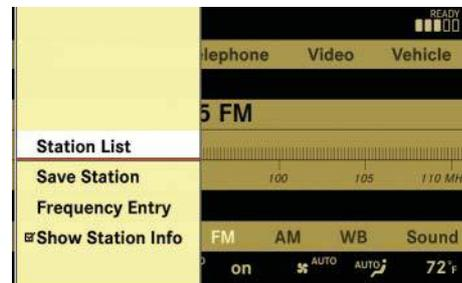 READY
Telephone Video Vehicle
5 FM
Station List
Save Station
100 105 110 MH
Frequency Entry
Show Station Info
FM AM WB Sound
on AUTO AUTO 72°F